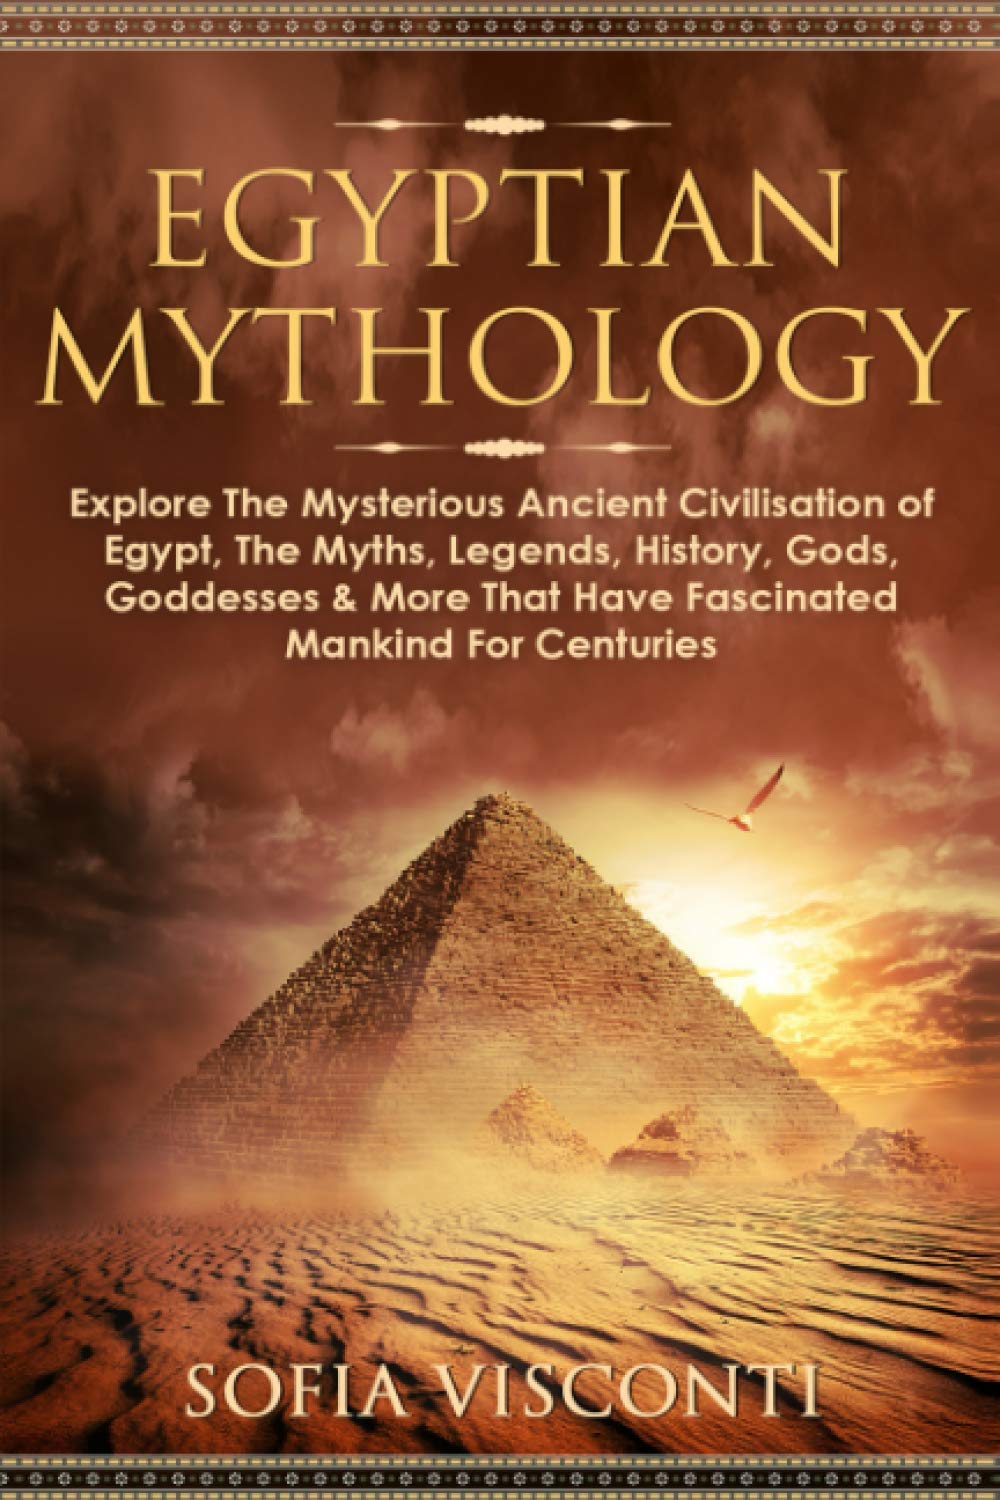 EGYPTIAN
MYTHOLOGY
Explore The Mysterious Ancient Civilisation of
Egypt, The Myths, Legends, History, Gods,
Goddesses & More That Have Fascinated
Mankind For Centuries
SOFIA VISCONTI